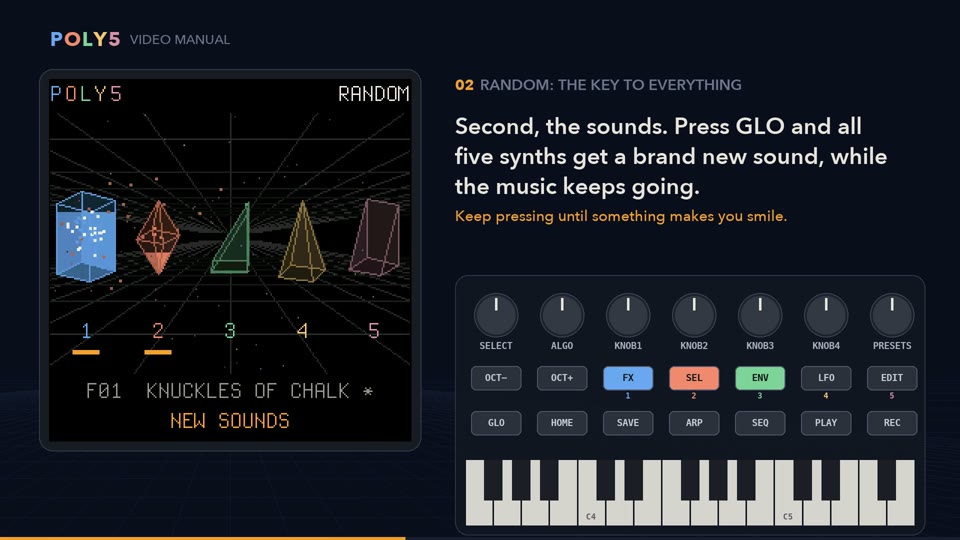 POLY5 VIDEO MANUAL
POLY5 RANDOM
1 2 3 4 5
F01 KNUCKLES OF CHALK *
NEW SOUNDS
02 RANDOM: THE KEY TO EVERYTHING
Second, the sounds. Press GLO and all
five synths get a brand new sound, while
the music keeps going.
Keep pressing until something makes you smile.
SELECT ALGO KNOB1 KNOB2 KNOB3 KNOB4 PRESETS
OCT− OCT+ FX SEL ENV LFO EDIT
1 2 3 4 5
GLO HOME SAVE ARP SEQ PLAY REC
C4 C5